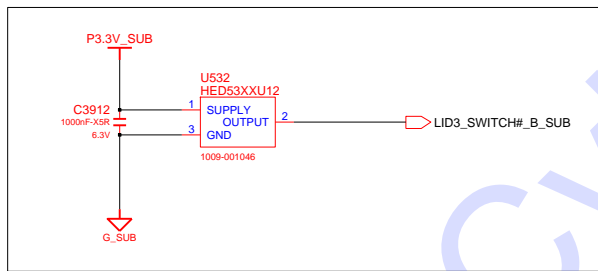 P3.3V_SUB
U532
HED53XXU12
C3912
1000nF-X5R
6.3V
1
SUPPLY
OUTPUT
2
3
GND
1009-001046
LID3_SWITCH#_B_SUB
G_SUB